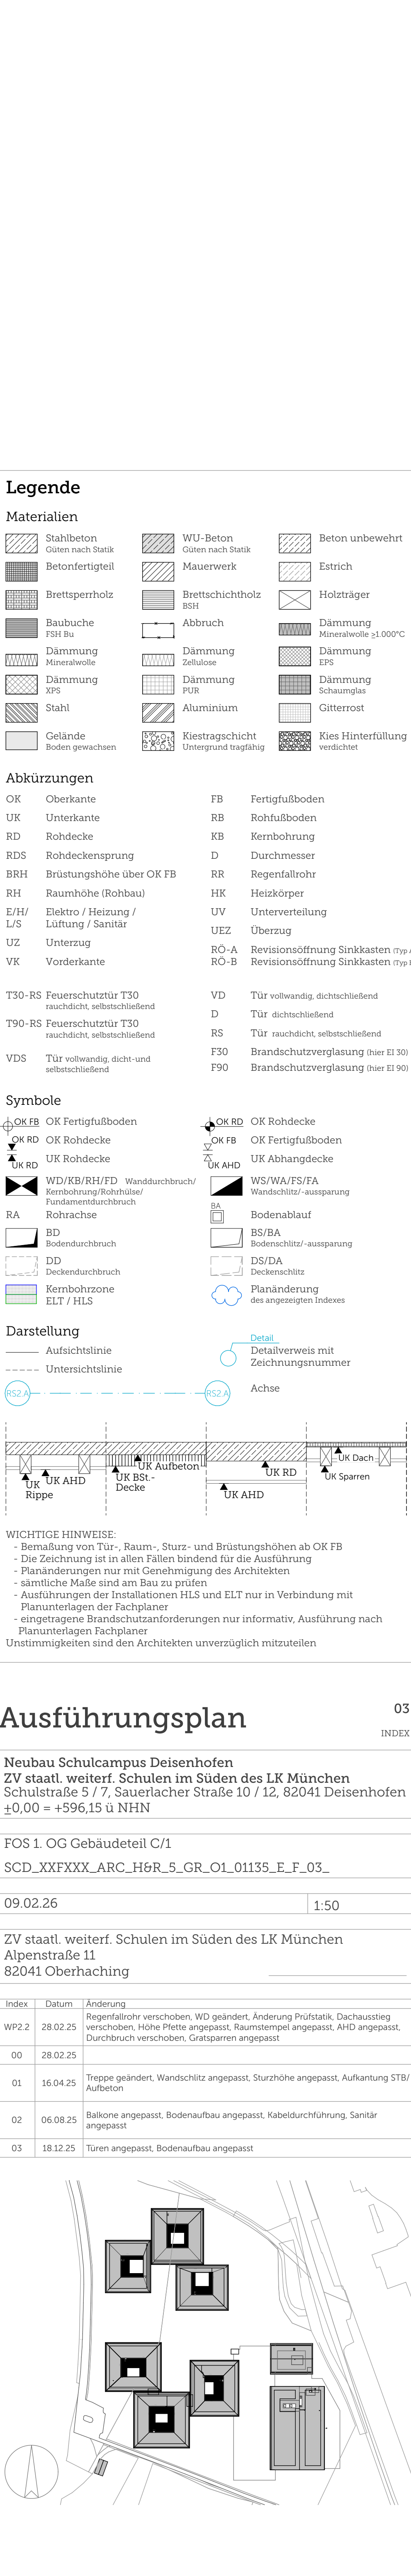 Legende
Materialien
Stahlbeton
Güten nach Statik
WU-Beton
Güten nach Statik
Beton unbewehrt
Betonfertigteil
Mauerwerk
Estrich
Brettsperrholz
Brettschichtholz
BSH
Holzträger
Baubuche
FSH Bu
Abbruch
Dämmung
Mineralwolle ≥1.000°C
Dämmung
Mineralwolle
Dämmung
Zellulose
Dämmung
EPS
Dämmung
XPS
Dämmung
PUR
Dämmung
Schaumglas
Stahl
Aluminium
Gitterrost
Gelände
Boden gewachsen
Kiestragschicht
Untergrund tragfähig
Kies Hinterfüllung
verdichtet
Abkürzungen
OK Oberkante
UK Unterkante
RD Rohdecke
RDS Rohdeckensprung
BRH Brüstungshöhe über OK FB
RH Raumhöhe (Rohbau)
E/H/ Elektro / Heizung /
L/S Lüftung / Sanitär
UZ Unterzug
VK Vorderkante
FB Fertigfußboden
RB Rohfußboden
KB Kernbohrung
D Durchmesser
RR Regenfallrohr
HK Heizkörper
UV Unterverteilung
UEZ Überzug
RÖ-A Revisionsöffnung Sinkkasten (Typ
RÖ-B Revisionsöffnung Sinkkasten (Typ
T30-RS Feuerschutztür T30
rauchdicht, selbstschließend
T90-RS Feuerschutztür T30
rauchdicht, selbstschließend
VDS Tür vollwandig, dicht-und
selbstschließend
VD Tür vollwandig, dichtschließend
D Tür dichtschließend
RS Tür rauchdicht, selbstschließend
F30 Brandschutzverglasung (hier EI 30)
F90 Brandschutzverglasung (hier EI 90)
Symbole
OK FB OK Fertigfußboden
OK RD OK Rohdecke
OK RD OK Rohdecke
OK FB OK Fertigfußboden
UK RD UK Rohdecke
UK AHD UK Abhangdecke
WD/KB/RH/FD Wanddurchbruch/
Kernbohrung/Rohrhülse/
Fundamentdurchbruch
WS/WA/FS/FA
Wandschlitz/-aussparung
RA Rohrachse
BA
Bodenablauf
BD
Bodendurchbruch
BS/BA
Bodenschlitz/-aussparung
DD
Deckendurchbruch
DS/DA
Deckenschlitz
Kernbohrzone
ELT / HLS
Planänderung
des angezeigten Indexes
Darstellung
Aufsichtslinie
Untersichtslinie
Detail
Detailverweis mit
Zeichnungsnummer
RS2.A
RS2.A
Achse
UK Dach
UK Aufbeton
UK RD
UK Sparren
UK AHD
UK BSt.-
Decke
UK
Rippe
UK AHD
WICHTIGE HINWEISE:
- Bemaßung von Tür-, Raum-, Sturz- und Brüstungshöhen ab OK FB
- Die Zeichnung ist in allen Fällen bindend für die Ausführung
- Planänderungen nur mit Genehmigung des Architekten
- sämtliche Maße sind am Bau zu prüfen
- Ausführungen der Installationen HLS und ELT nur in Verbindung mit
Planunterlagen der Fachplaner
- eingetragene Brandschutzanforderungen nur informativ, Ausführung nach
Planunterlagen Fachplaner
Unstimmigkeiten sind den Architekten unverzüglich mitzuteilen
Ausführungsplan
03
INDEX
Neubau Schulcampus Deisenhofen
ZV staatl. weiterf. Schulen im Süden des LK München
Schulstraße 5 / 7, Sauerlacher Straße 10 / 12, 82041 Deisenhofen
±0,00 = +596,15 ü NHN
FOS 1. OG Gebäudeteil C/1
SCD_XXFXXX_ARC_H&R_5_GR_O1_01135_E_F_03_
09.02.26
1:50
ZV staatl. weiterf. Schulen im Süden des LK München
Alpenstraße 11
82041 Oberhaching
Index Datum Änderung
WP2.2 28.02.25 Regenfallrohr verschoben, WD geändert, Änderung Prüfstatik, Dachausstieg
verschoben, Höhe Pfette angepasst, Raumstempel angepasst, AHD angepasst,
Durchbruch verschoben, Gratsparren angepasst
00 28.02.25
01 16.04.25 Treppe geändert, Wandschlitz angepasst, Sturzhöhe angepasst, Aufkantung STB/
Aufbeton
02 06.08.25 Balkone angepasst, Bodenaufbau angepasst, Kabeldurchführung, Sanitär
angepasst
03 18.12.25 Türen angepasst, Bodenaufbau angepasst